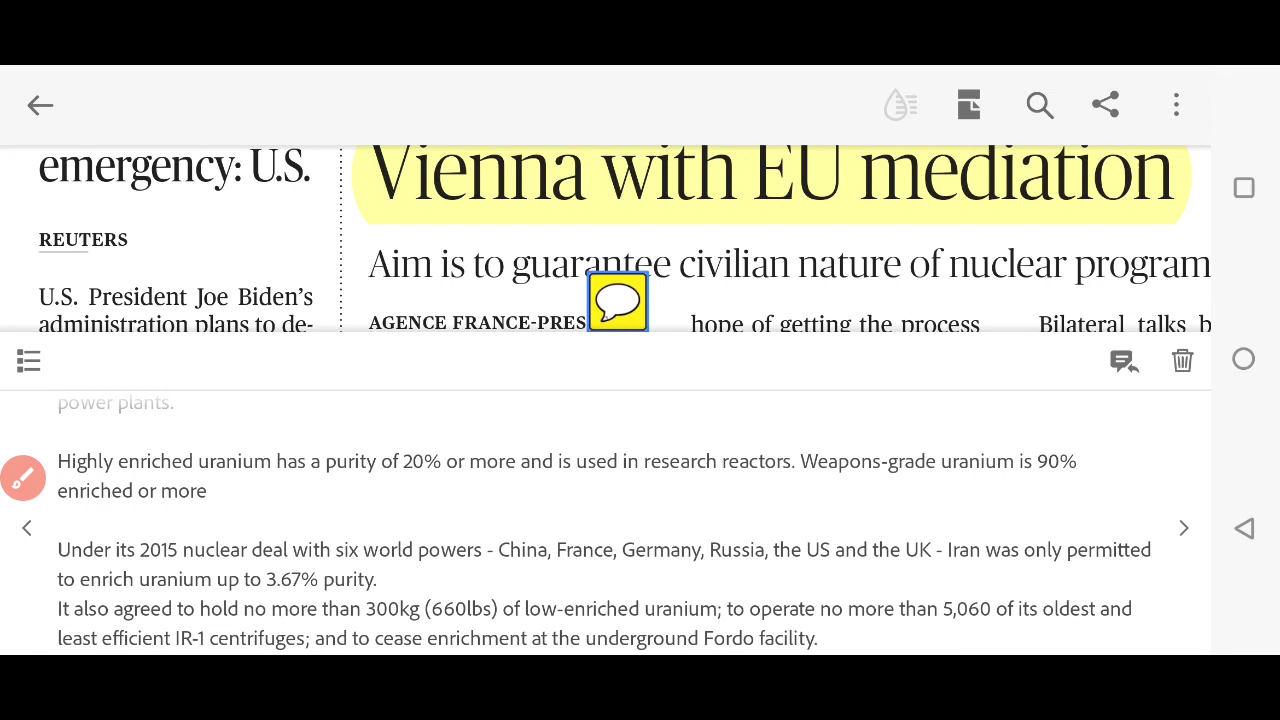 emergency: U.S.
REUTERS
U.S. President Joe Biden's
administration plans to de-
Vienna with EU mediation
Aim is to guarantee civilian nature of nuclear program
AGENCE FRANCE-PRES
hope of getting the process
Bilateral talks b
power plants.
Highly enriched uranium has a purity of 20% or more and is used in research reactors. Weapons-grade uranium is 90%
enriched or more
Under its 2015 nuclear deal with six world powers - China, France, Germany, Russia, the US and the UK - Iran was only permitted
to enrich uranium up to 3.67% purity.
It also agreed to hold no more than 300kg (660lbs) of low-enriched uranium; to operate no more than 5,060 of its oldest and
least efficient IR-1 centrifuges; and to cease enrichment at the underground Fordo facility.